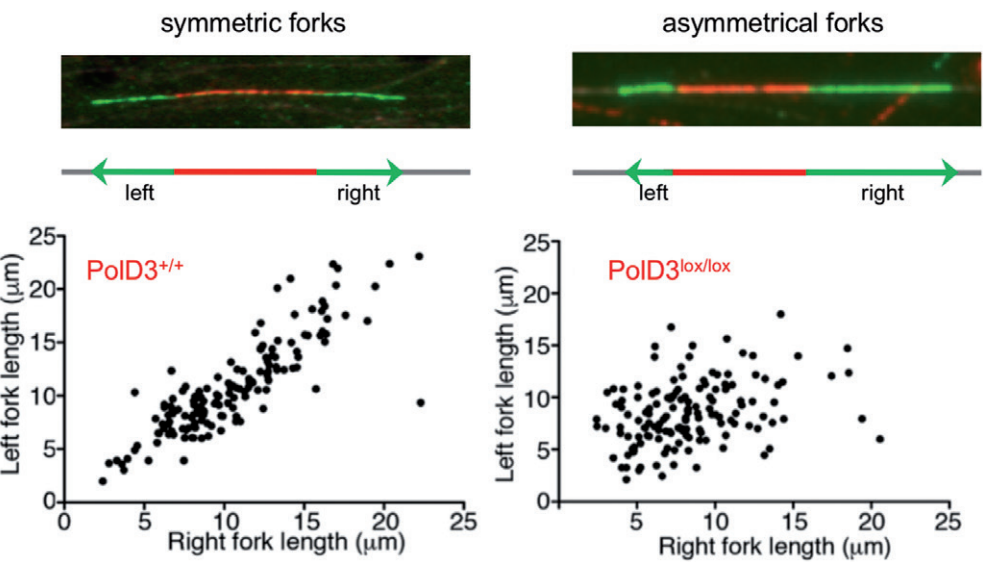 symmetric forks
asymmetrical forks
left
right
left
right
PolD3+/+
Left fork length (µm)
25
20
15
10
5
0
0
5
10
15
20
25
Right fork length (µm)
PolD3lox/lox
Left fork length (µm)
25
20
15
10
5
0
5
10
15
20
25
Right fork length (µm)